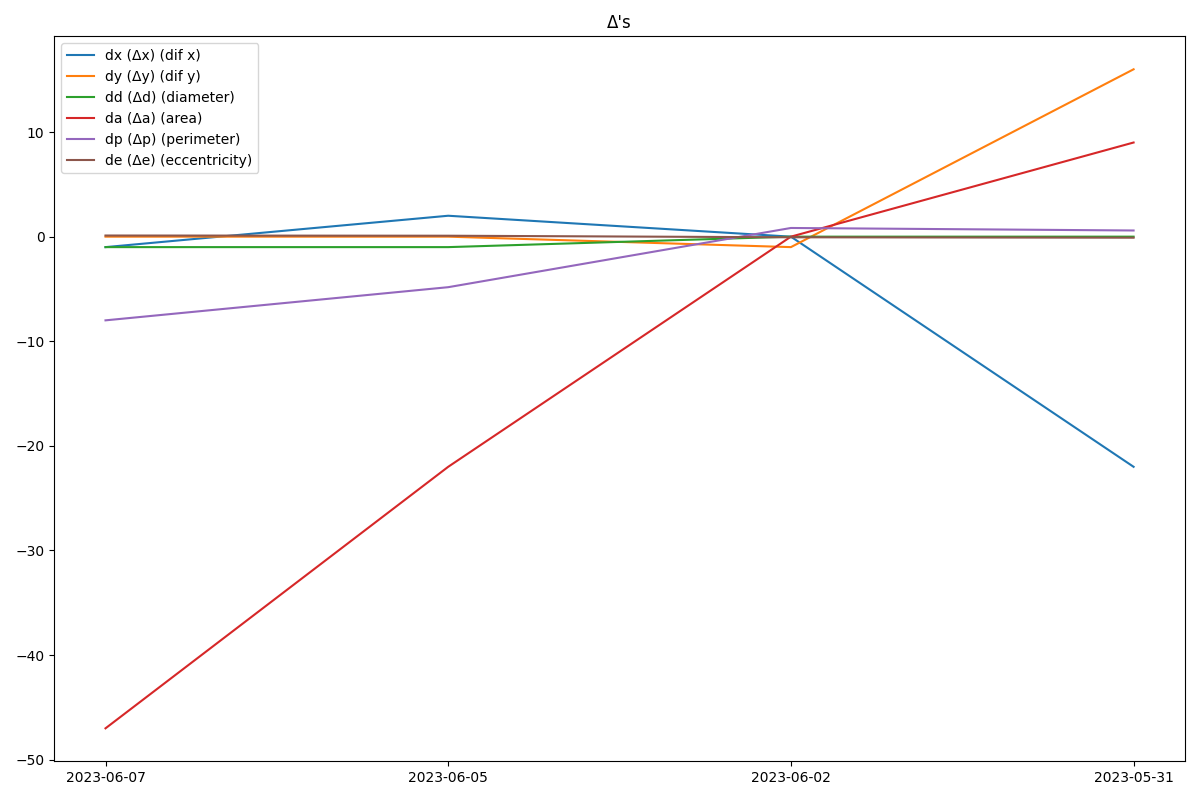 Δ's
dx (Δx) (dif x)
dy (Δy) (dif y)
dd (Δd) (diameter)
da (Δa) (area)
dp (Δp) (perimeter)
de (Δe) (eccentricity)
10
0
−10
−20
−30
−40
−50
2023-06-07 2023-06-05 2023-06-02 2023-05-31